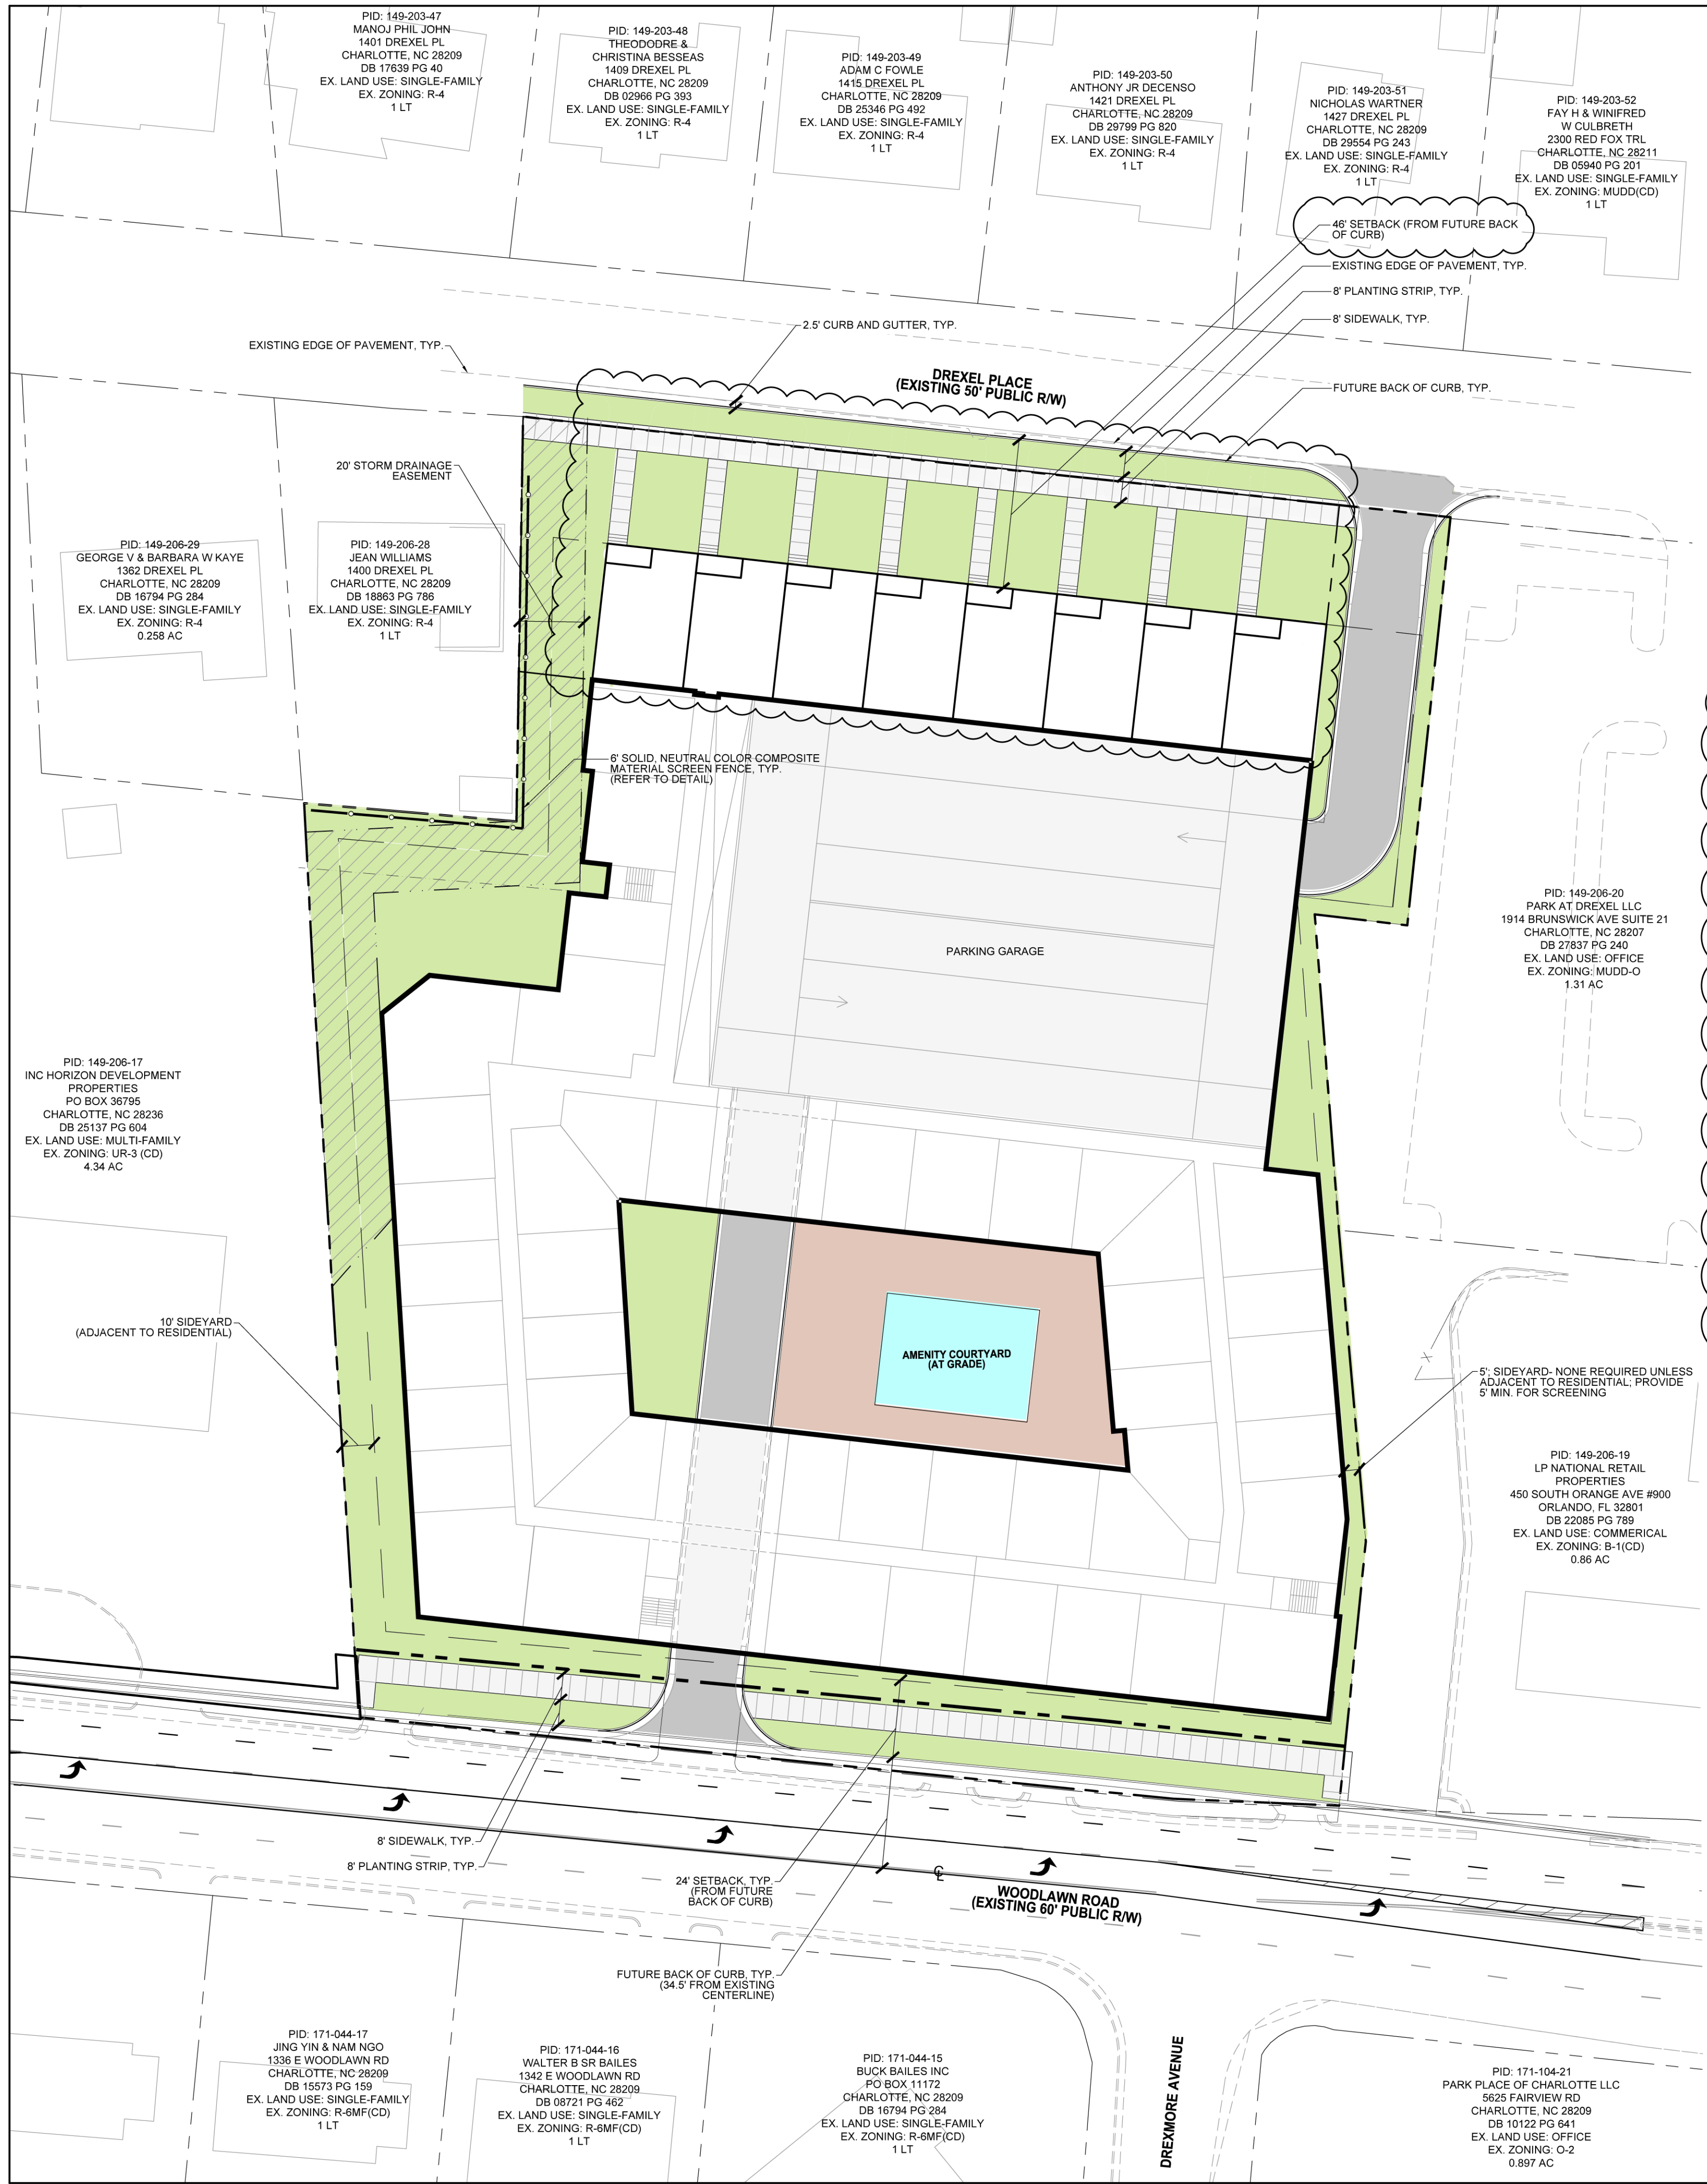 PID: 149-203-47
MANOJ PHIL JOHN
1401 DREXEL PL
CHARLOTTE, NC 28209
DB 17639 PG 40
EX. LAND USE: SINGLE-FAMILY
EX. ZONING: R-4
1 LT
PID: 149-203-48
THEODODRE &
CHRISTINA BESSEAS
1409 DREXEL PL
CHARLOTTE, NC 28209
DB 02966 PG 393
EX. LAND USE: SINGLE-FAMILY
EX. ZONING: R-4
1 LT
PID: 149-203-49
ADAM C FOWLE
1415 DREXEL PL
CHARLOTTE, NC 28209
DB 25346 PG 492
EX. LAND USE: SINGLE-FAMILY
EX. ZONING: R-4
1 LT
PID: 149-203-50
ANTHONY JR DECENSO
1421 DREXEL PL
CHARLOTTE, NC 28209
DB 29799 PG 820
EX. LAND USE: SINGLE-FAMILY
EX. ZONING: R-4
1 LT
PID: 149-203-51
NICHOLAS WARTNER
1427 DREXEL PL
CHARLOTTE, NC 28209
DB 29554 PG 243
EX. LAND USE: SINGLE-FAMILY
EX. ZONING: R-4
1 LT
PID: 149-203-52
FAY H & WINIFRED
W CULBRETH
2300 RED FOX TRL
CHARLOTTE, NC 28211
DB 05940 PG 201
EX. LAND USE: SINGLE-FAMILY
EX. ZONING: MUDD(CD)
1 LT
46' SETBACK (FROM FUTURE BACK
OF CURB)
EXISTING EDGE OF PAVEMENT, TYP.
8' PLANTING STRIP, TYP.
8' SIDEWALK, TYP.
2.5' CURB AND GUTTER, TYP.
EXISTING EDGE OF PAVEMENT, TYP.
DREXEL PLACE
(EXISTING 50' PUBLIC R/W)
FUTURE BACK OF CURB, TYP.
20' STORM DRAINAGE
EASEMENT
PID: 149-206-29
GEORGE V & BARBARA W KAYE
1362 DREXEL PL
CHARLOTTE, NC 28209
DB 16794 PG 284
EX. LAND USE: SINGLE-FAMILY
EX. ZONING: R-4
0.258 AC
PID: 149-206-28
JEAN WILLIAMS
1400 DREXEL PL
CHARLOTTE, NC 28209
DB 18863 PG 786
EX. LAND USE: SINGLE-FAMILY
EX. ZONING: R-4
1 LT
6' SOLID, NEUTRAL COLOR COMPOSITE
MATERIAL SCREEN FENCE, TYP.
(REFER TO DETAIL)
PARKING GARAGE
PID: 149-206-20
PARK AT DREXEL LLC
1914 BRUNSWICK AVE SUITE 21
CHARLOTTE, NC 28207
DB 27837 PG 240
EX. LAND USE: OFFICE
EX. ZONING: MUDD-O
1.31 AC
PID: 149-206-17
INC HORIZON DEVELOPMENT
PROPERTIES
PO BOX 36795
CHARLOTTE, NC 28236
DB 25137 PG 604
EX. LAND USE: MULTI-FAMILY
EX. ZONING: UR-3 (CD)
4.34 AC
10' SIDEYARD
(ADJACENT TO RESIDENTIAL)
AMENITY COURTYARD
(AT GRADE)
5'; SIDEYARD- NONE REQUIRED UNLESS
ADJACENT TO RESIDENTIAL; PROVIDE
5' MIN. FOR SCREENING
PID: 149-206-19
LP NATIONAL RETAIL
PROPERTIES
450 SOUTH ORANGE AVE #900
ORLANDO, FL 32801
DB 22085 PG 789
EX. LAND USE: COMMERICAL
EX. ZONING: B-1(CD)
0.86 AC
8' SIDEWALK, TYP.
8' PLANTING STRIP, TYP.
24' SETBACK, TYP.
(FROM FUTURE
BACK OF CURB)
WOODLAWN ROAD
(EXISTING 60' PUBLIC R/W)
FUTURE BACK OF CURB, TYP.
(34.5' FROM EXISTING
CENTERLINE)
PID: 171-044-17
JING YIN & NAM NGO
1336 E WOODLAWN RD
CHARLOTTE, NC 28209
DB 15573 PG 159
EX. LAND USE: SINGLE-FAMILY
EX. ZONING: R-6MF(CD)
1 LT
PID: 171-044-16
WALTER B SR BAILES
1342 E WOODLAWN RD
CHARLOTTE, NC 28209
DB 08721 PG 462
EX. LAND USE: SINGLE-FAMILY
EX. ZONING: R-6MF(CD)
1 LT
PID: 171-044-15
BUCK BAILES INC
PO BOX 11172
CHARLOTTE, NC 28209
DB 16794 PG 284
EX. LAND USE: SINGLE-FAMILY
EX. ZONING: R-6MF(CD)
1 LT
DREXMORE AVENUE
PID: 171-104-21
PARK PLACE OF CHARLOTTE LLC
5625 FAIRVIEW RD
CHARLOTTE, NC 28209
DB 10122 PG 641
EX. LAND USE: OFFICE
EX. ZONING: O-2
0.897 AC